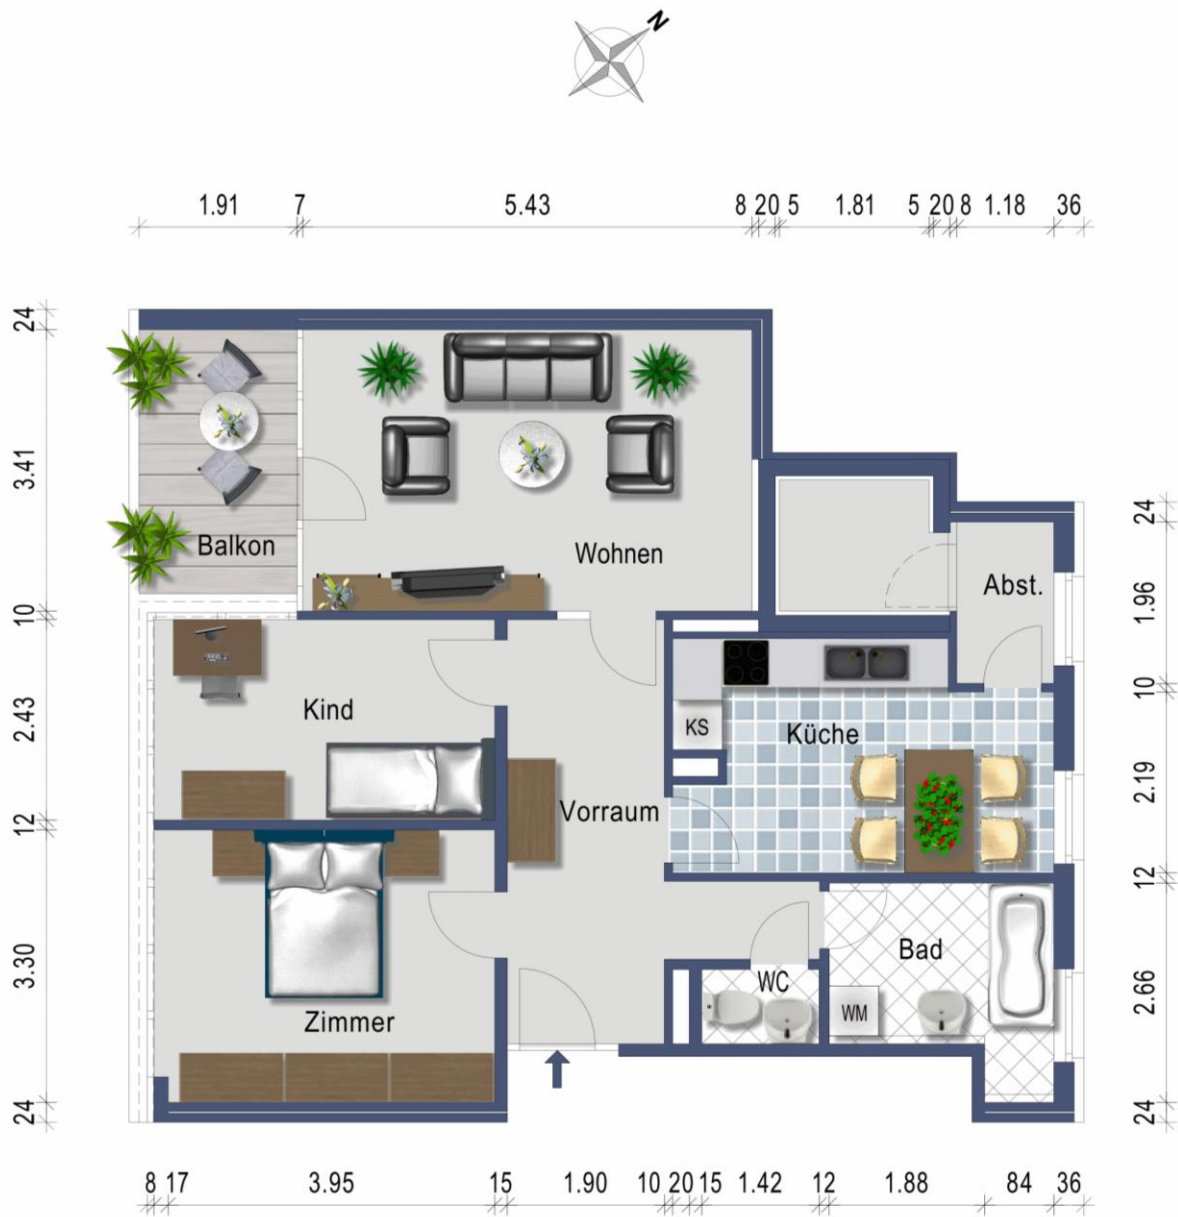 N
1.91 7 5.43 8 20 5 1.81 5 20 8 1.18 36
24
3.41
10
2.43
12
3.30
24
24
1.96
10
2.19
12
2.66
24
Balkon
Wohnen
Abst.
Kind
KS
Küche
Vorraum
Bad
WC
WM
Zimmer
8 17 3.95 15 1.90 10 20 15 1.42 12 1.88 84 36